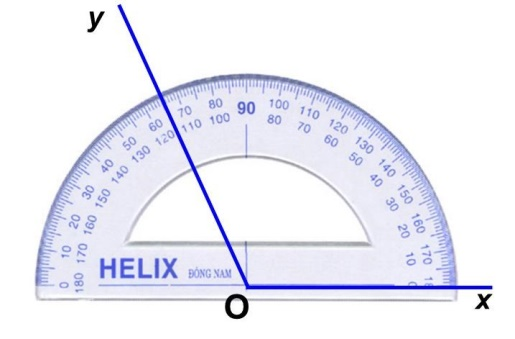 y
0 10 20 30 40 50 60 70 80 90 100 110 120 130 140 150 160 170
180 170 160 150 140 130 120 110 100 80 70 60 50 40 30 20 10 0
HELIX ĐÔNG NAM
O
x